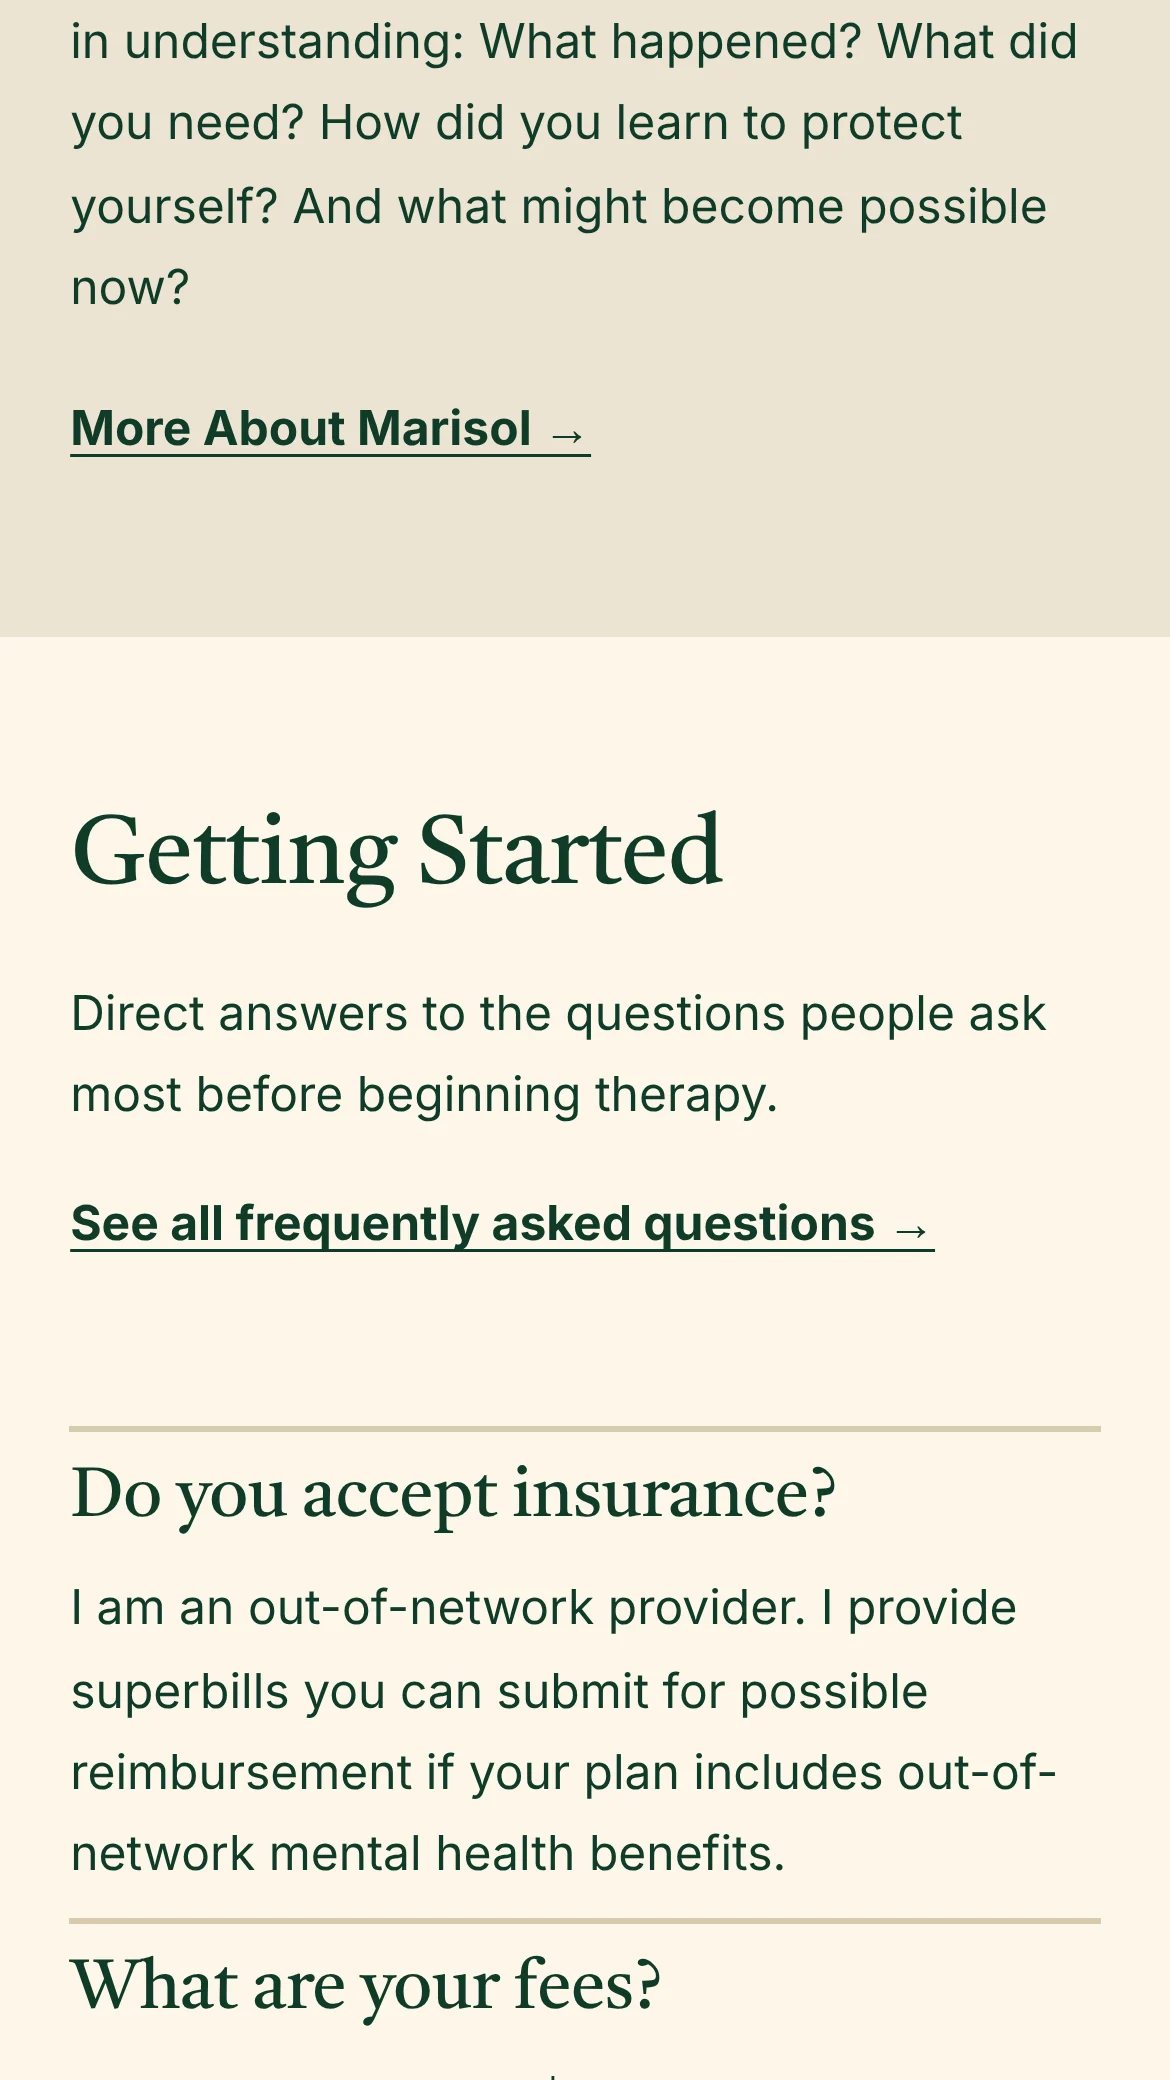 in understanding: What happened? What did
you need? How did you learn to protect
yourself? And what might become possible
now?
More About Marisol →
Getting Started
Direct answers to the questions people ask
most before beginning therapy.
See all frequently asked questions →
Do you accept insurance?
I am an out-of-network provider. I provide
superbills you can submit for possible
reimbursement if your plan includes out-of-
network mental health benefits.
What are your fees?